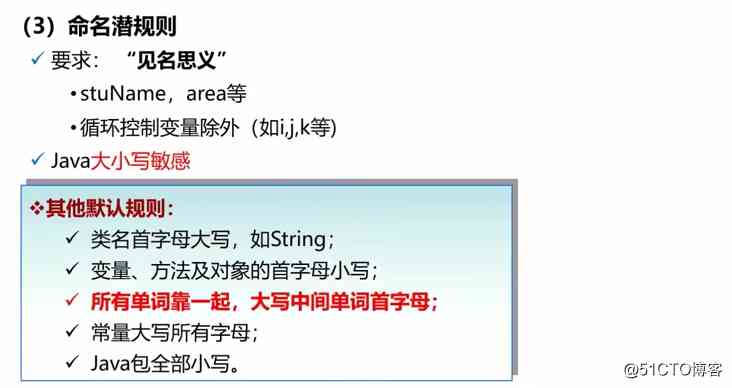 （3）命名潜规则
✓ 要求： “见名思义”
•stuName，area等
•循环控制变量除外（如i,j,k等)
✓ Java大小写敏感
❖其他默认规则：
✓ 类名首字母大写，如String；
✓ 变量、方法及对象的首字母小写；
✓ 所有单词靠一起，大写中间单词首字母；
✓ 常量大写所有字母；
✓ Java包全部小写。
@51CTO博客